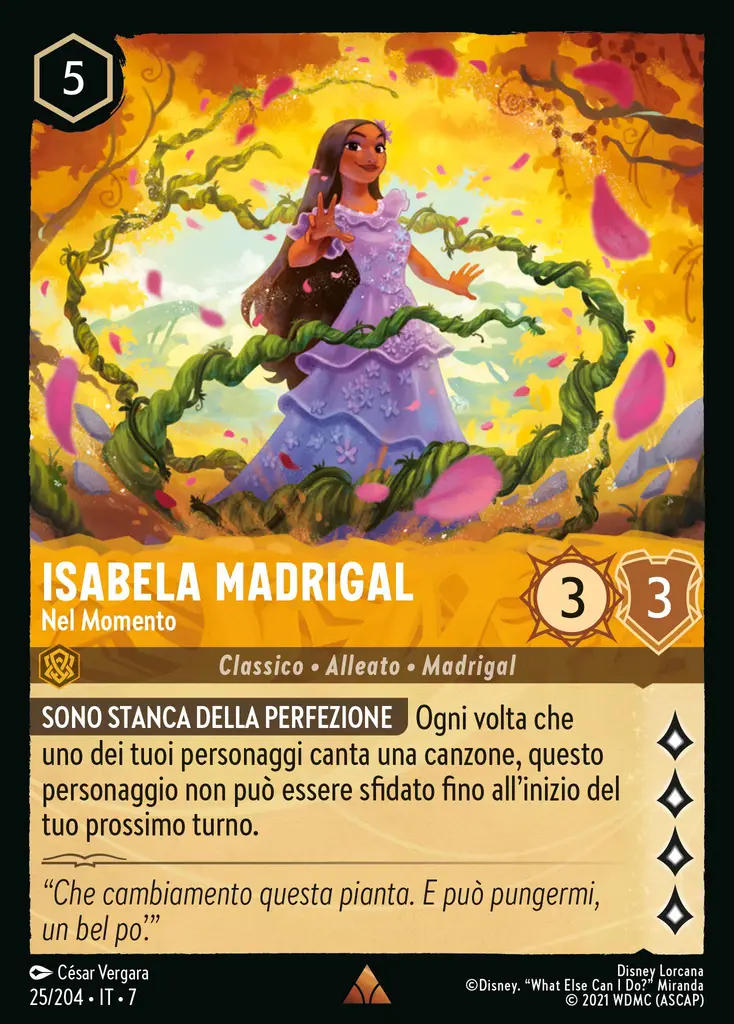 5
ISABELA MADRIGAL
Nel Momento
3
3
Classico • Alleato • Madrigal
SONO STANCA DELLA PERFEZIONE Ogni volta che
uno dei tuoi personaggi canta una canzone, questo
personaggio non può essere sfidato fino all'inizio del
tuo prossimo turno.
“Che cambiamento questa pianta. E può pungermi,
un bel po'.”
César Vergara
25/204 • IT • 7
Disney Lorcana
©Disney. “What Else Can I Do?” Miranda
© 2021 WDMC (ASCAP)